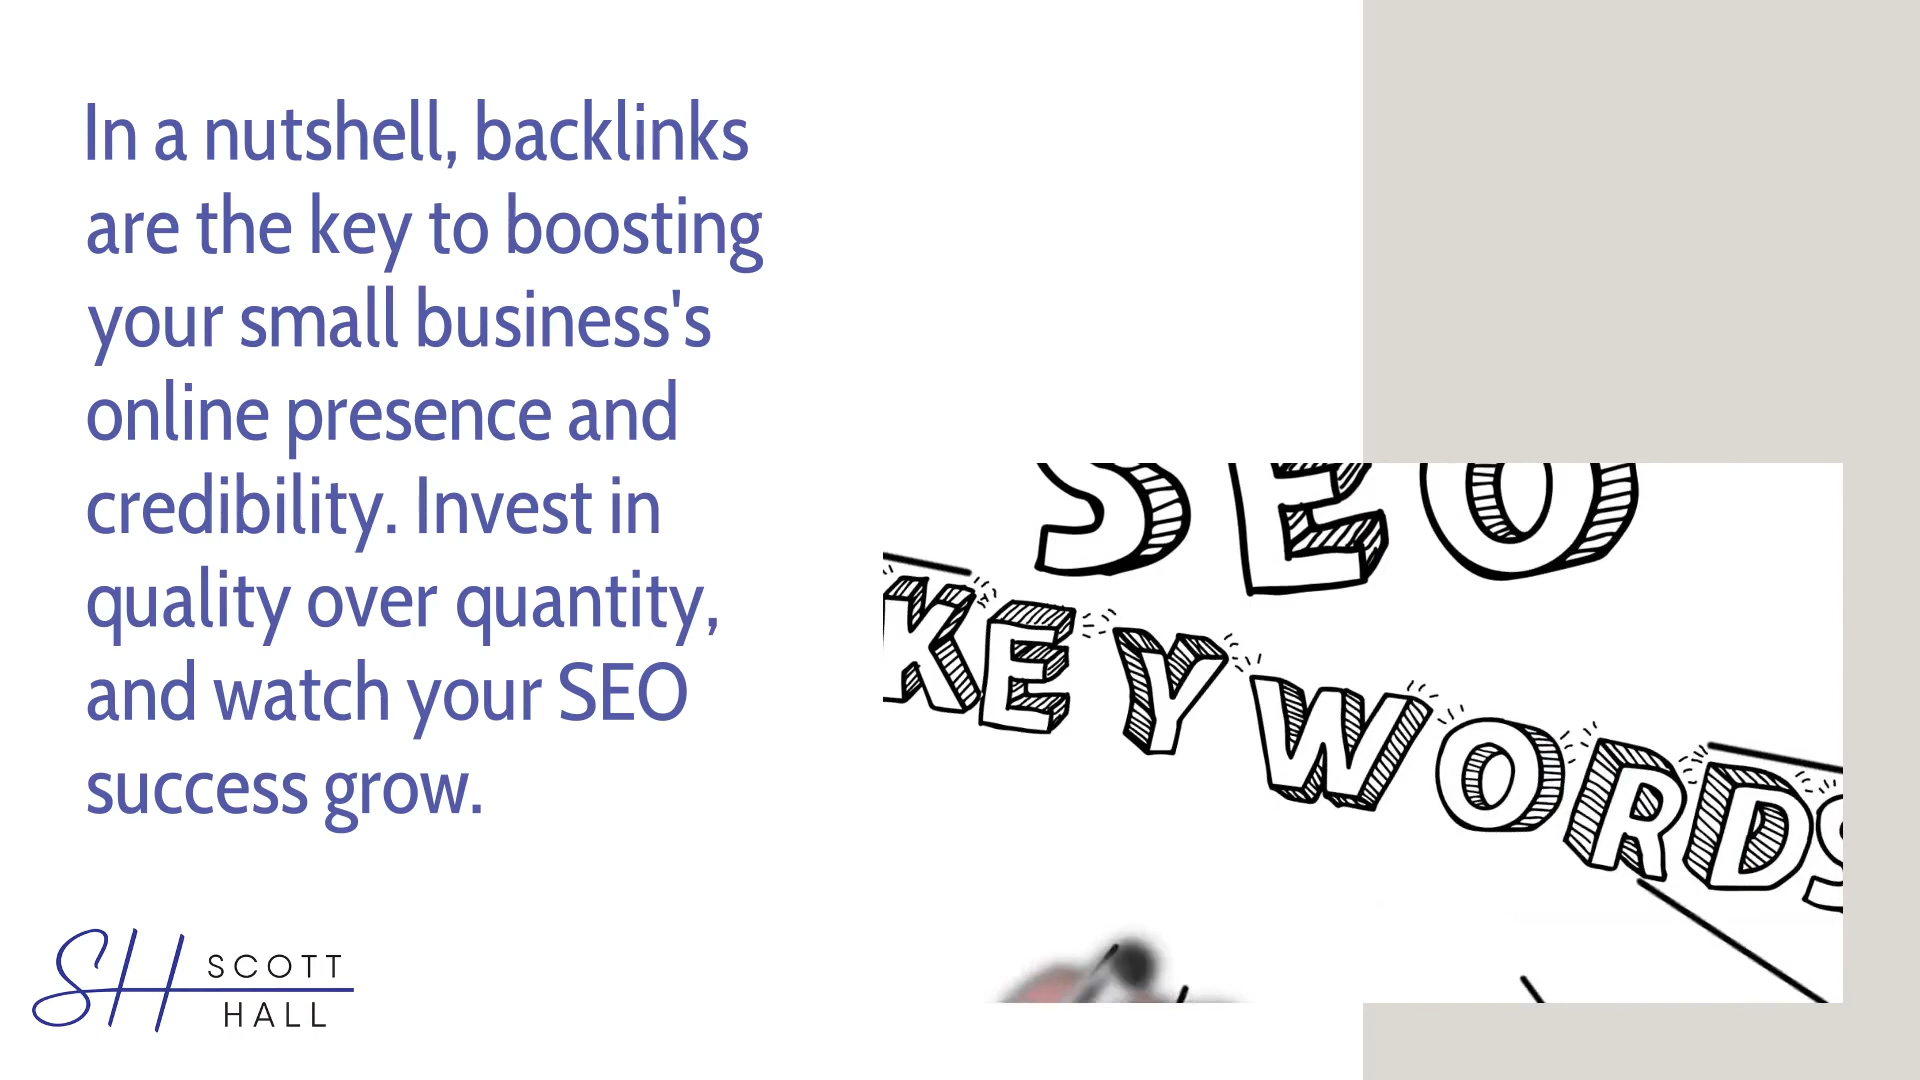 In a nutshell, backlinks
are the key to boosting
your small business's
online presence and
credibility. Invest in
quality over quantity,
and watch your SEO
success grow.
SEO
KEYWORDS
SH SCOTT
HALL